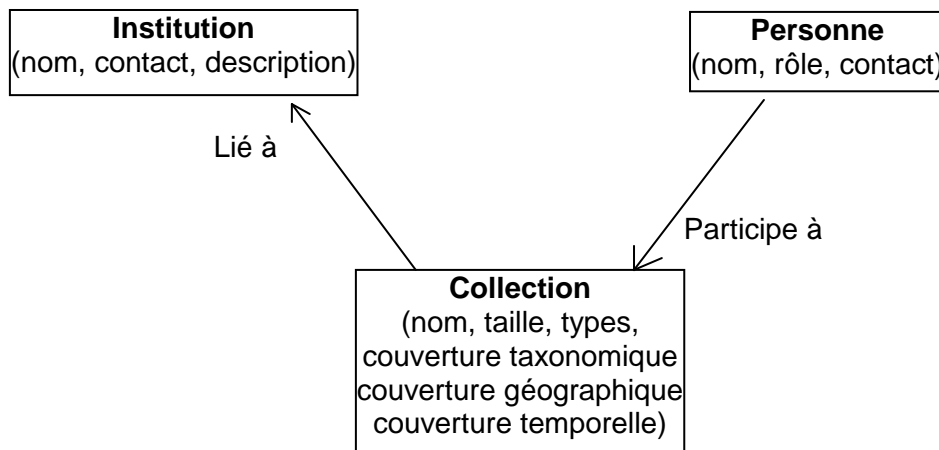 Institution
(nom, contact, description)
Personne
(nom, rôle, contact)
Lié à
Participe à
Collection
(nom, taille, types,
couverture taxonomique
couverture géographique
couverture temporelle)